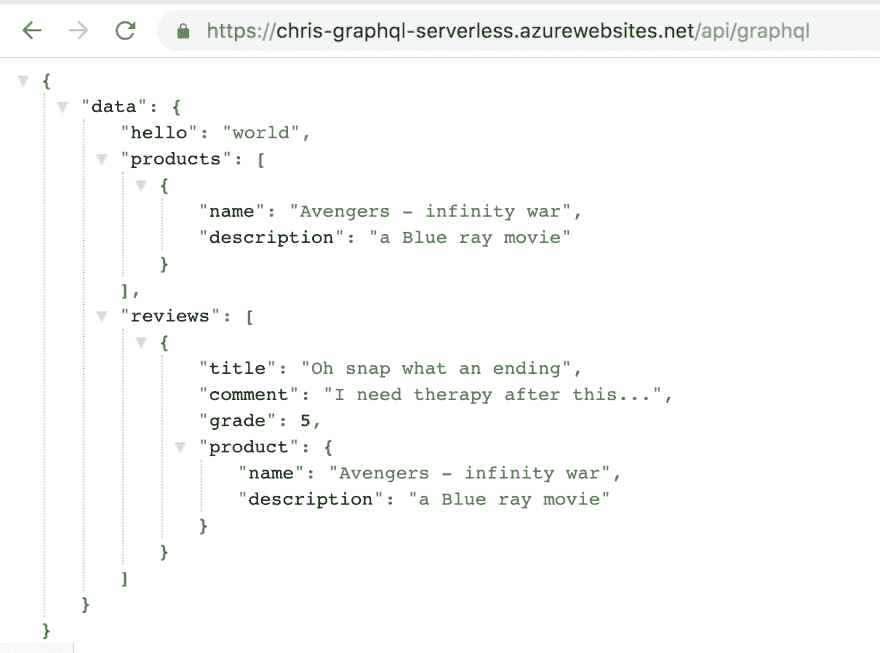 https://chris-graphql-serverless.azurewebsites.net/api/graphql
{
"data": {
"hello": "world",
"products": [
{
"name": "Avengers - infinity war",
"description": "a Blue ray movie"
}
],
"reviews": [
{
"title": "Oh snap what an ending",
"comment": "I need therapy after this...",
"grade": 5,
"product": {
"name": "Avengers - infinity war",
"description": "a Blue ray movie"
}
}
]
}
}